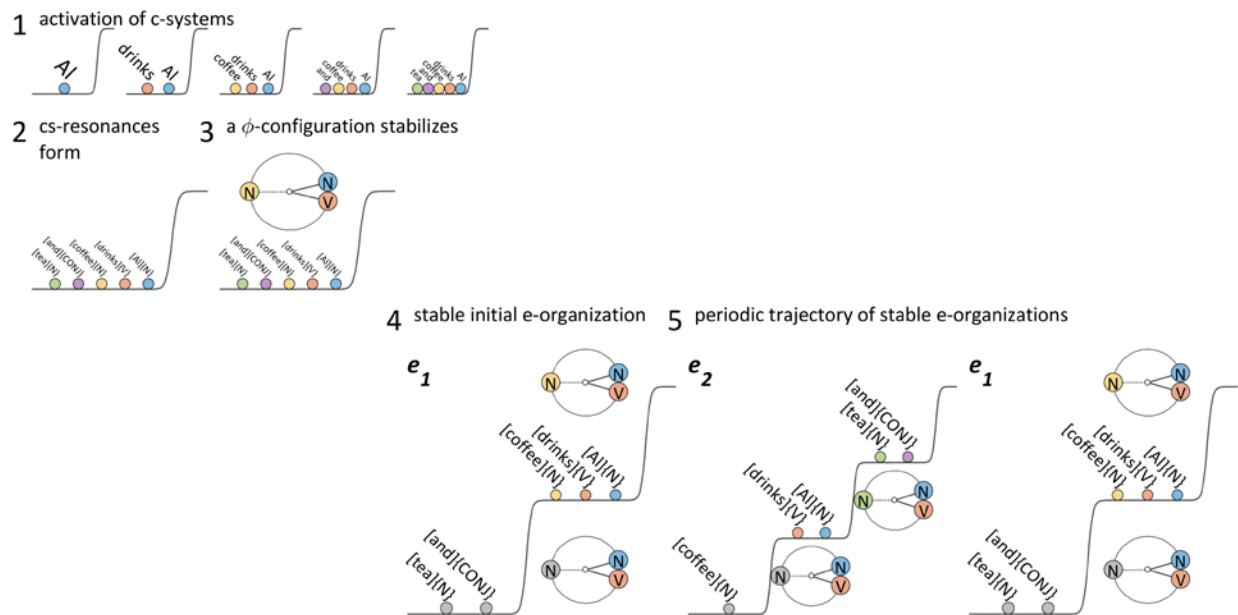 1 activation of c-systems
Al
drinks Al
coffee drinks Al
and coffee drinks Al
tea and coffee drinks Al
2 cs-resonances
form
3 a ϕ-configuration stabilizes
N N V
[tea]{N} [and]{CONJ} [coffee]{N} [drinks]{V} [Al]{N}
[tea]{N} [and]{CONJ} [coffee]{N} [drinks]{V} [Al]{N}
4 stable initial e-organization
5 periodic trajectory of stable e-organizations
e1
N N V
[coffee]{N} [drinks]{V} [Al]{N}
N N V
[tea]{N} [and]{CONJ}
e2
[tea]{N} [and]{CONJ}
N N V
[drinks]{V} [Al]{N}
N N V
[coffee]{N}
e1
N N V
[coffee]{N} [drinks]{V} [Al]{N}
N N V
[tea]{N} [and]{CONJ}